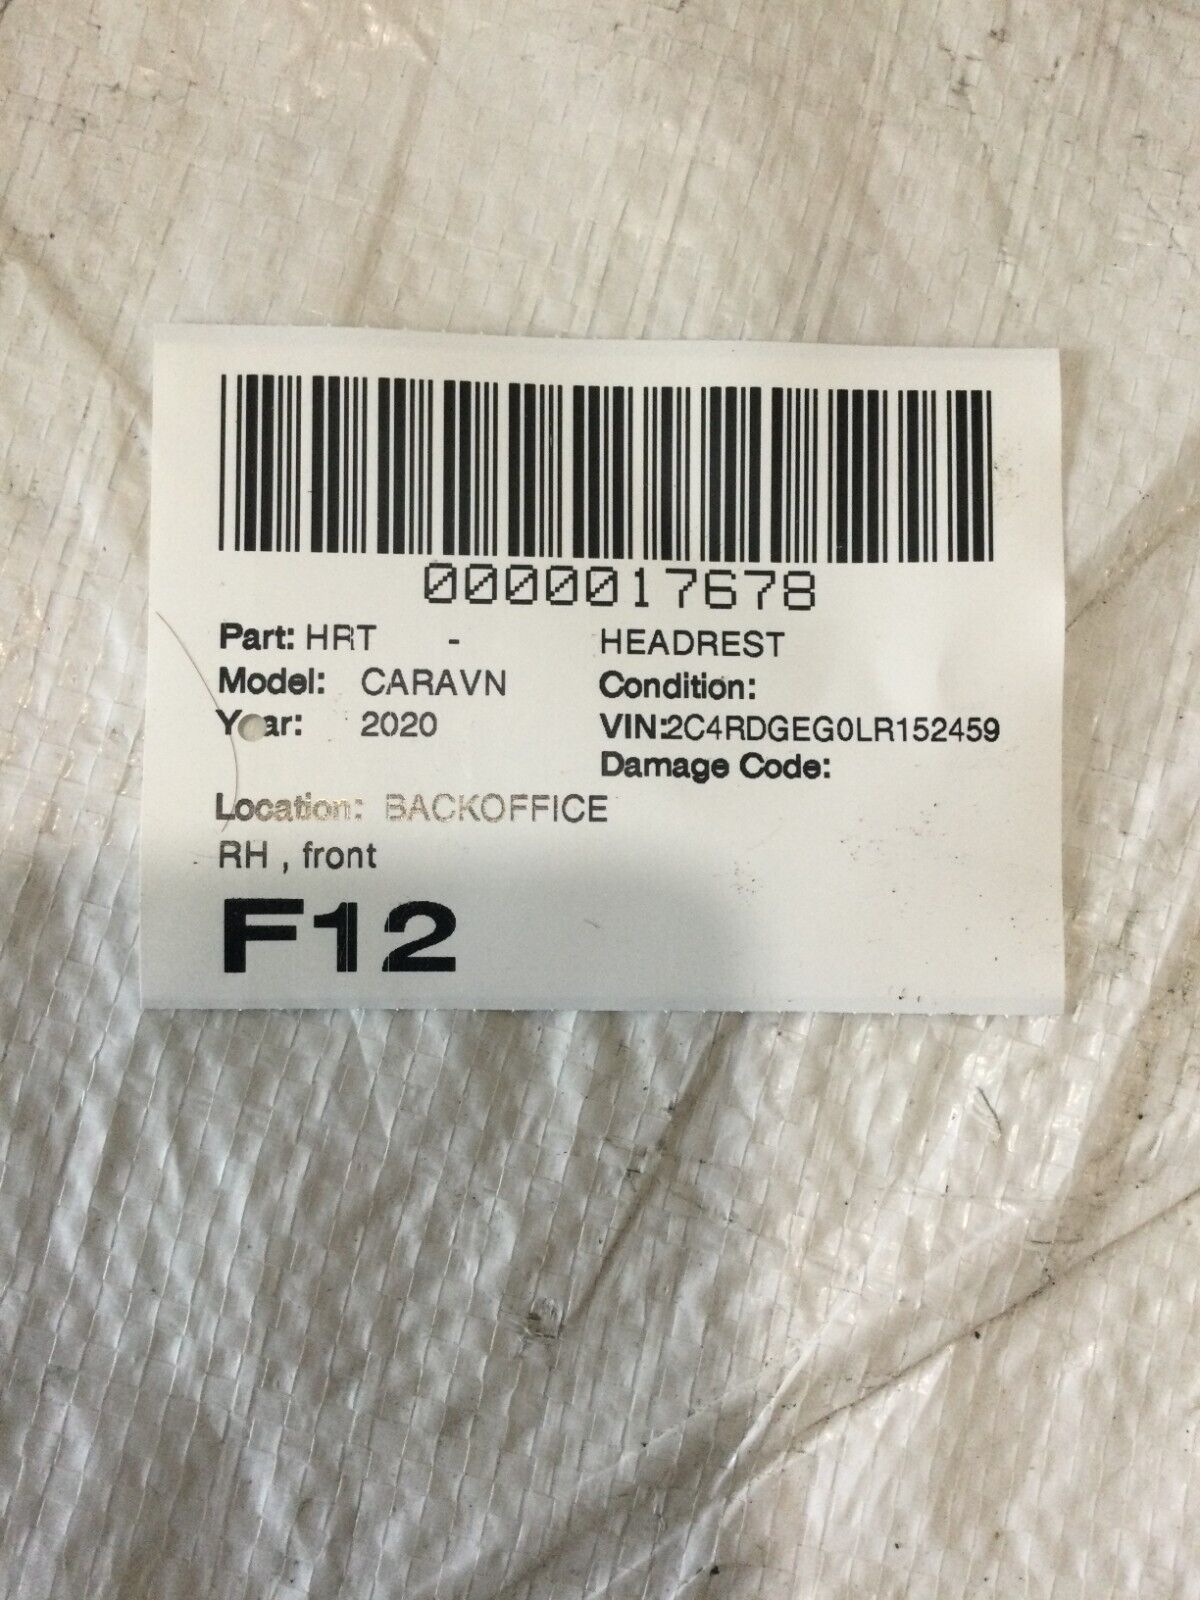 0000017678
Part: HRT - HEADREST
Model: CARAVN Condition:
Year: 2020 VIN:2C4RDGEG0LR152459
Damage Code:
Location: BACKOFFICE
RH , front
F12